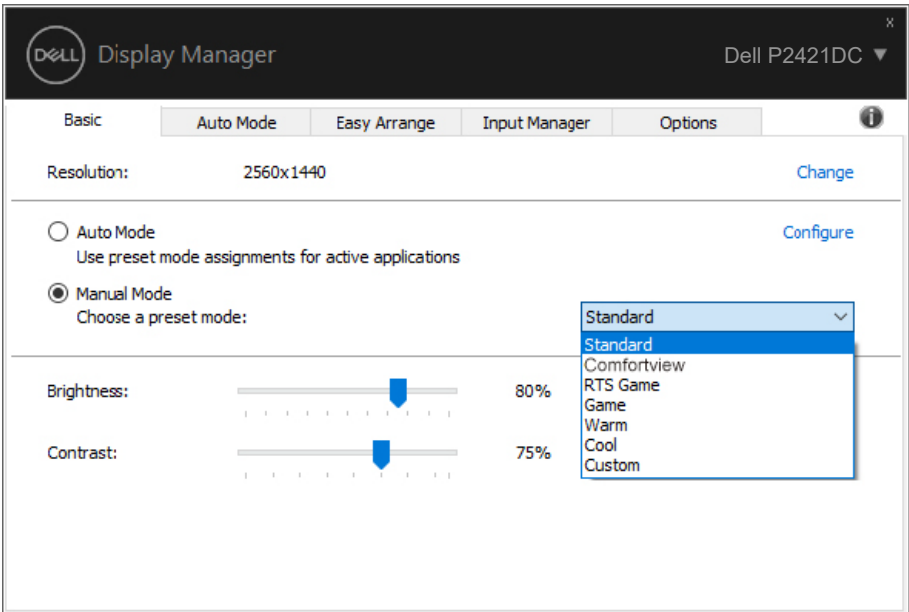 x
DELL Display Manager
Dell P2421DC ▼
Basic
Auto Mode
Easy Arrange
Input Manager
Options
Resolution:
2560x1440
Change
Auto Mode
Configure
Use preset mode assignments for active applications
Manual Mode
Choose a preset mode:
Standard
Standard
Comfortview
RTS Game
Game
Warm
Cool
Custom
Brightness:
80%
Contrast:
75%